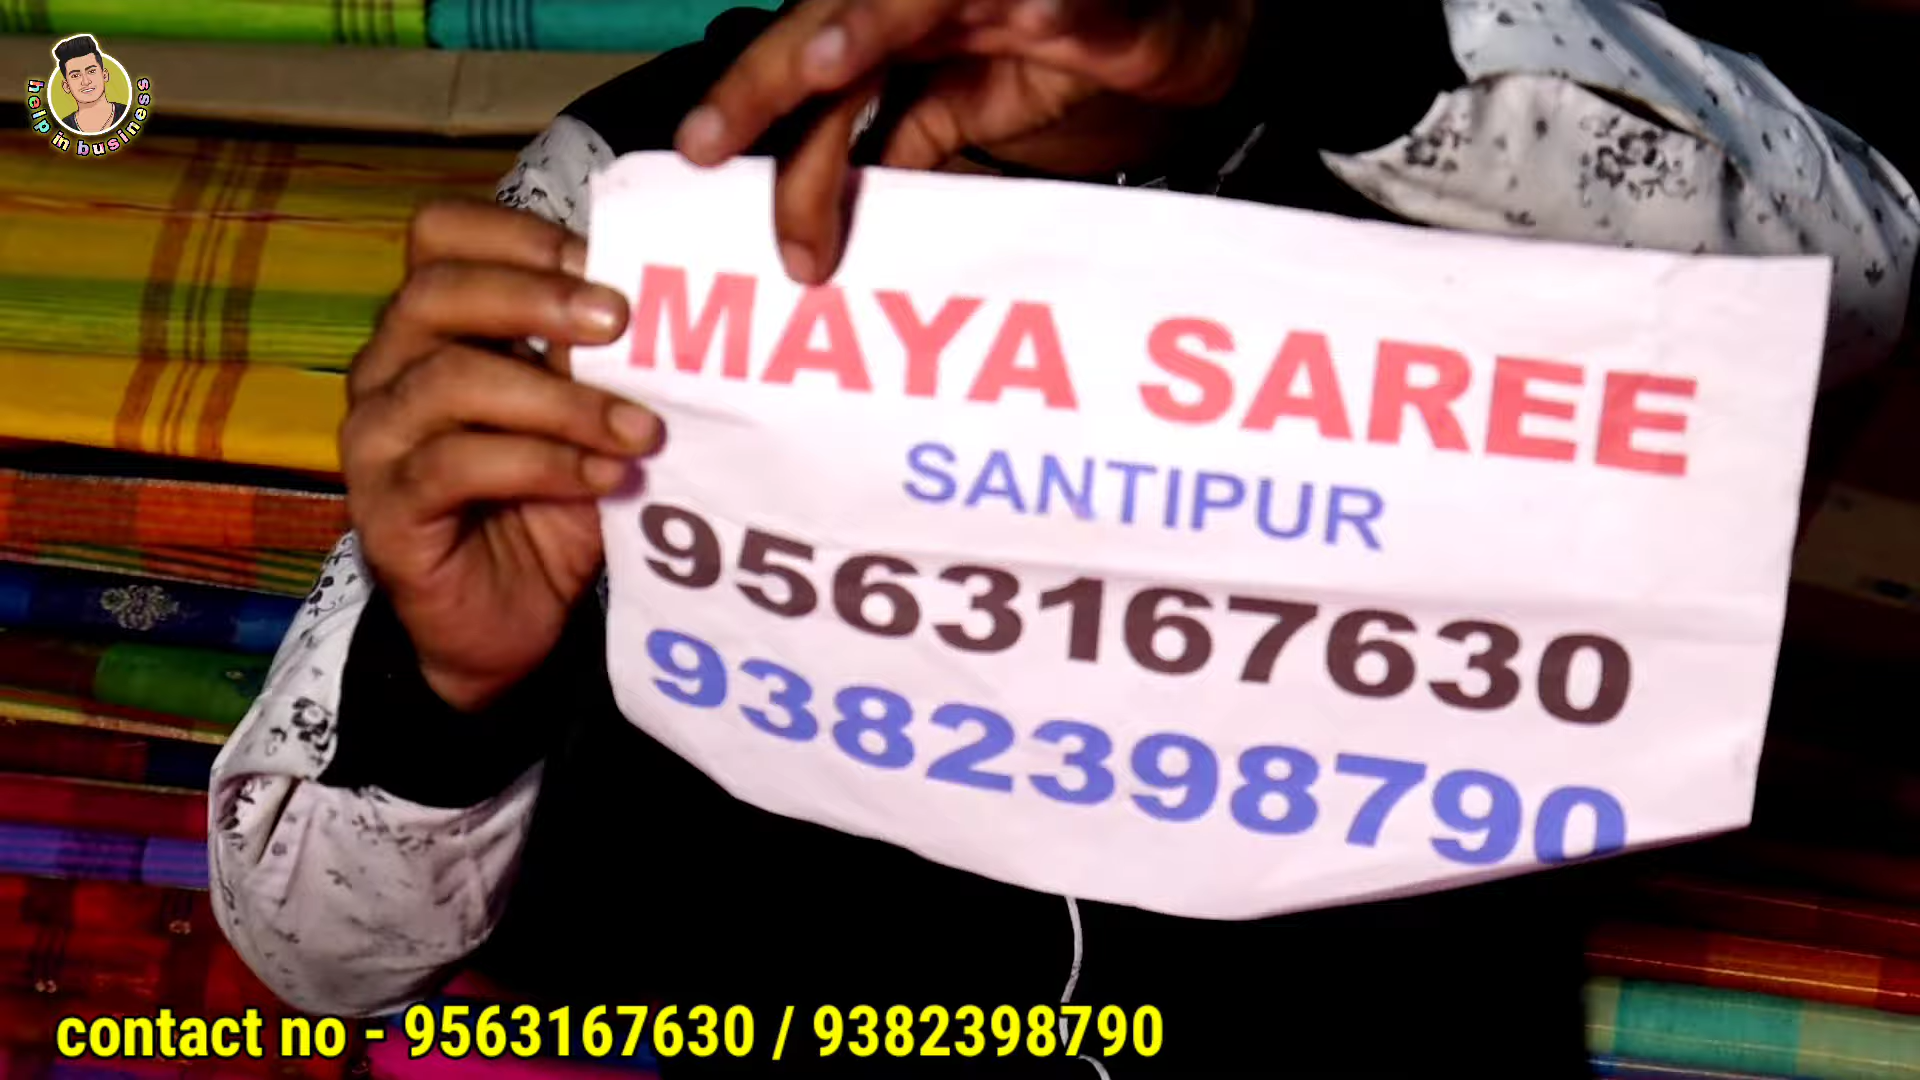 help in business
MAYA SAREE
SANTIPUR
9563167630
9382398790
contact no - 9563167630 / 9382398790